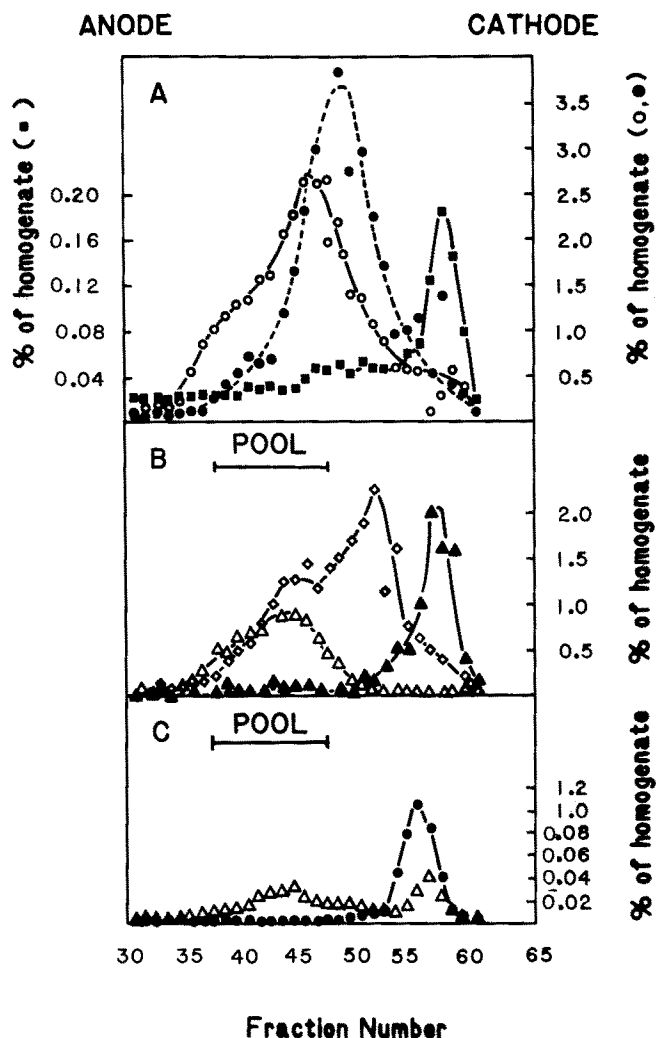 ANODE CATHODE
A
% of homogenate (■)
0.20
0.16
0.12
0.08
0.04
3.5
3.0
2.5
2.0
1.5
1.0
0.5
% of homogenate (○,●)
B
POOL
2.0
1.5
1.0
0.5
% of homogenate
C
POOL
1.2
1.0
0.08
0.06
0.04
0.02
% of homogenate
30 35 40 45 50 55 60 65
Fraction Number